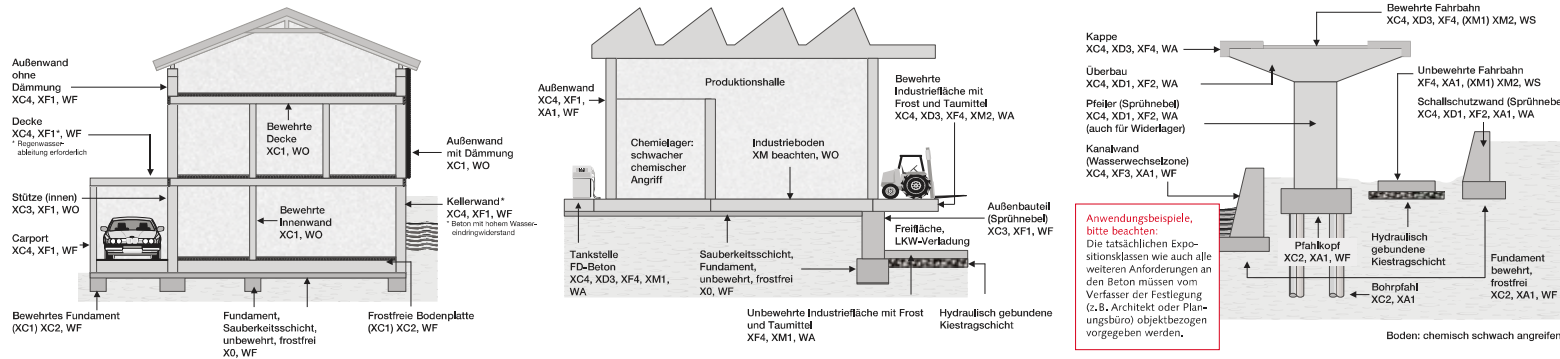 Außenwand
ohne
Dämmung
XC4, XF1, WF
Decke
XC4, XF1*, WF
* Regenwasser-
ableitung erforderlich
Stütze (innen)
XC3, XF1, WO
Carport
XC4, XF1, WF
Bewehrtes Fundament
(XC1) XC2, WF
Bewehrte
Decke
XC1, WO
Bewehrte
Innenwand
XC1, WO
Außenwand
mit Dämmung
XC1, WO
Kellerwand*
XC4, XF1, WF
* Beton mit hohem Wasser-
eindringwiderstand
Fundament,
Sauberkeitsschicht,
unbewehrt, frostfrei
X0, WF
Frostfreie Bodenplatte
(XC1) XC2, WF
Außenwand
XC4, XF1,
XA1, WF
Produktionshalle
Chemielager:
schwacher
chemischer
Angriff
Industrieboden
XM beachten, WO
Bewehrte
Industriefläche mit
Frost und Taumittel
XC4, XD3, XF4, XM2, WA
Tankstelle
FD-Beton
XC4, XD3, XF4, XM1,
WA
Sauberkeitsschicht,
Fundament,
unbewehrt, frostfrei
X0, WF
Freifläche,
LKW-Verladung
Außenbauteil
(Sprühnebel)
XC3, XF1, WF
Unbewehrte Industriefläche mit Frost
und Taumittel
XF4, XM1, WA
Hydraulisch gebundene
Kiestragschicht
Bewehrte Fahrbahn
XC4, XD3, XF4, (XM1) XM2, WS
Kappe
XC4, XD3, XF4, WA
Überbau
XC4, XD1, XF2, WA
Pfeiler (Sprühnebel)
XC4, XD1, XF2, WA
(auch für Widerlager)
Kanalwand
(Wasserwechselzone)
XC4, XF3, XA1, WF
Unbewehrte Fahrbahn
XF4, XA1, (XM1) XM2, WS
Schallschutzwand (Sprühnebe
XC4, XD1, XF2, XA1, WA
Anwendungsbeispiele,
bitte beachten:
Die tatsächlichen Expo-
sitionsklassen wie auch alle
weiteren Anforderungen an
den Beton müssen vom
Verfasser der Festlegung
(z. B. Architekt oder Plan-
ungsbüro) objektbezogen
vorgegeben werden.
Pfahlkopf
XC2, XA1, WF
Bohrpfahl
XC2, XA1
Hydraulisch
gebundene
Kiestragschicht
Fundament
bewehrt,
frostfrei
XC2, XA1, WF
Boden: chemisch schwach angreifen